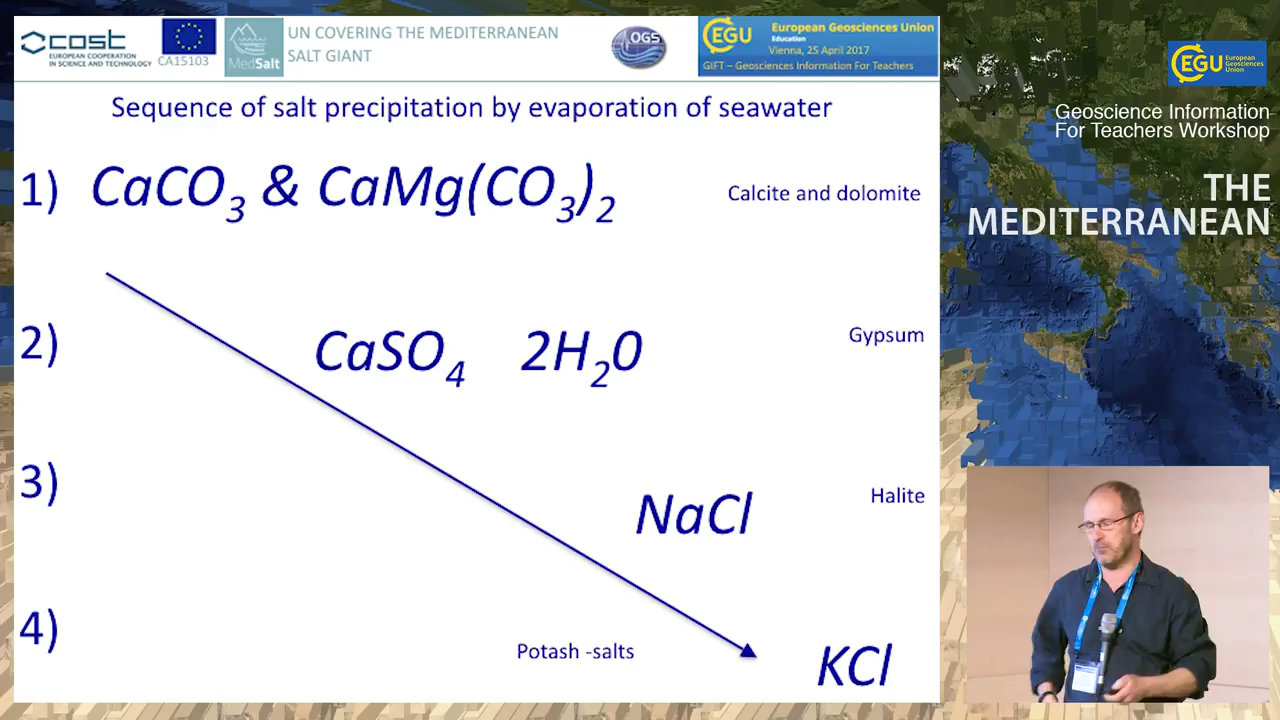 cost
EUROPEAN COOPERATION
IN SCIENCE AND TECHNOLOGY
CA15103
MedSalt
UN COVERING THE MEDITERRANEAN
SALT GIANT
OGS
EGU
European Geosciences Union
Education
Vienna, 25 April 2017
GIFT – Geosciences Information For Teachers
EGU European Geosciences Union
Geoscience Information
For Teachers Workshop
THE
MEDITERRANEAN
Sequence of salt precipitation by evaporation of seawater
1) CaCO3 & CaMg(CO3)2 Calcite and dolomite
2) CaSO4 2H20 Gypsum
3) NaCl Halite
4) Potash -salts KCl